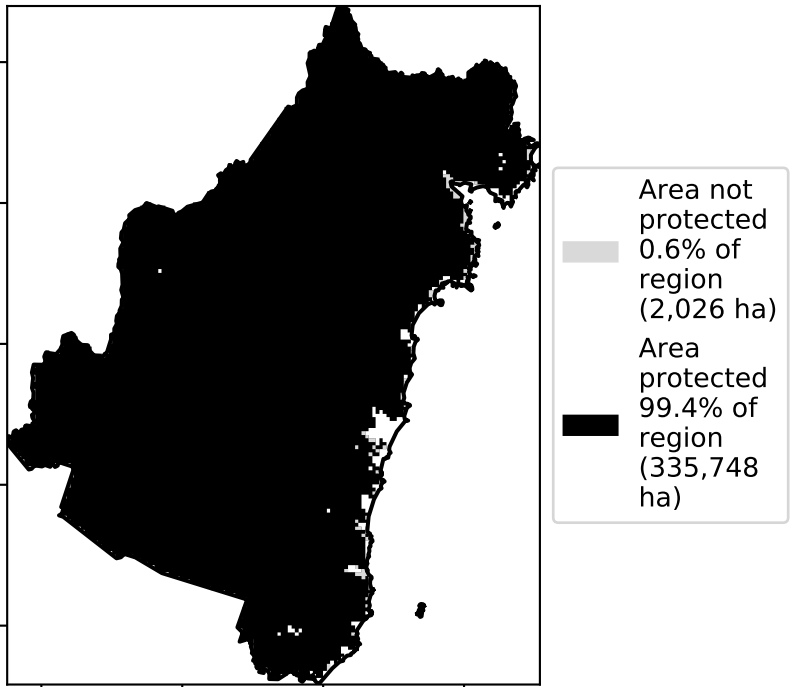 Area not
protected
0.6% of
region
(2,026 ha)
Area
protected
99.4% of
region
(335,748
ha)